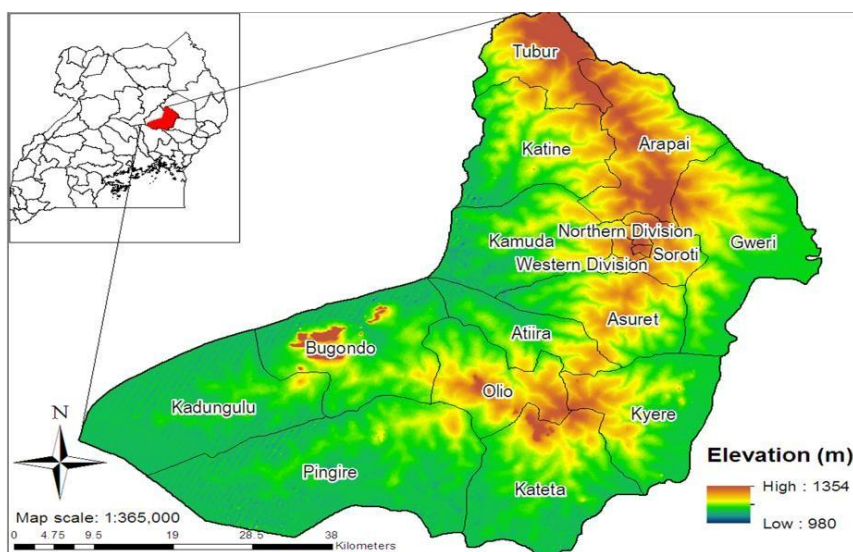 Tubur
Katine
Arapai
Kamuda
Northern Division
Gweri
Soroti
Western Division
Asuret
Atiira
Bugondo
Olio
Kadungulu
Kyere
Pingire
Kateta
N
Map scale: 1:365,000
0 4.75 9.5 19 28.5 38
Kilometers
Elevation (m)
High : 1354
Low : 980